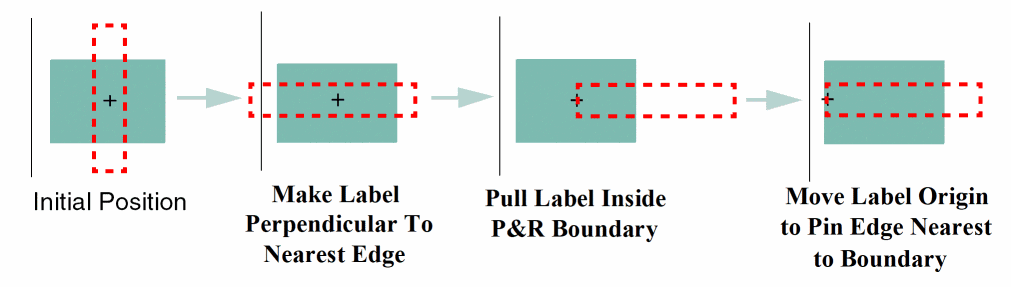 Initial Position
Make Label
Perpendicular To
Nearest Edge
Pull Label Inside
P&R Boundary
Move Label Origin
to Pin Edge Nearest
to Boundary